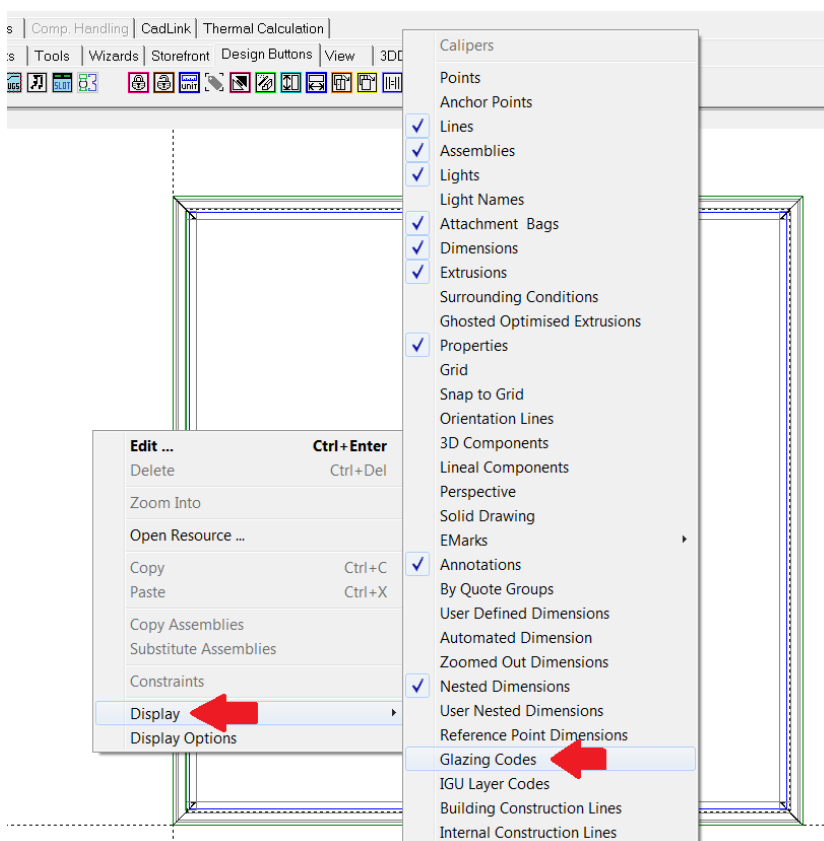 s Comp. Handling CadLink Thermal Calculation
ts Tools Wizards Storefront Design Buttons View 3DD
UGS SLOT UNIT
Calipers
Points
Anchor Points
Lines
Assemblies
Lights
Light Names
Attachment Bags
Dimensions
Extrusions
Surrounding Conditions
Ghosted Optimised Extrusions
Properties
Grid
Snap to Grid
Orientation Lines
3D Components
Lineal Components
Perspective
Solid Drawing
EMarks
Annotations
By Quote Groups
User Defined Dimensions
Automated Dimension
Zoomed Out Dimensions
Nested Dimensions
User Nested Dimensions
Reference Point Dimensions
Glazing Codes
IGU Layer Codes
Building Construction Lines
Internal Construction Lines
Edit ... Ctrl+Enter
Delete Ctrl+Del
Zoom Into
Open Resource ...
Copy Ctrl+C
Paste Ctrl+X
Copy Assemblies
Substitute Assemblies
Constraints
Display
Display Options